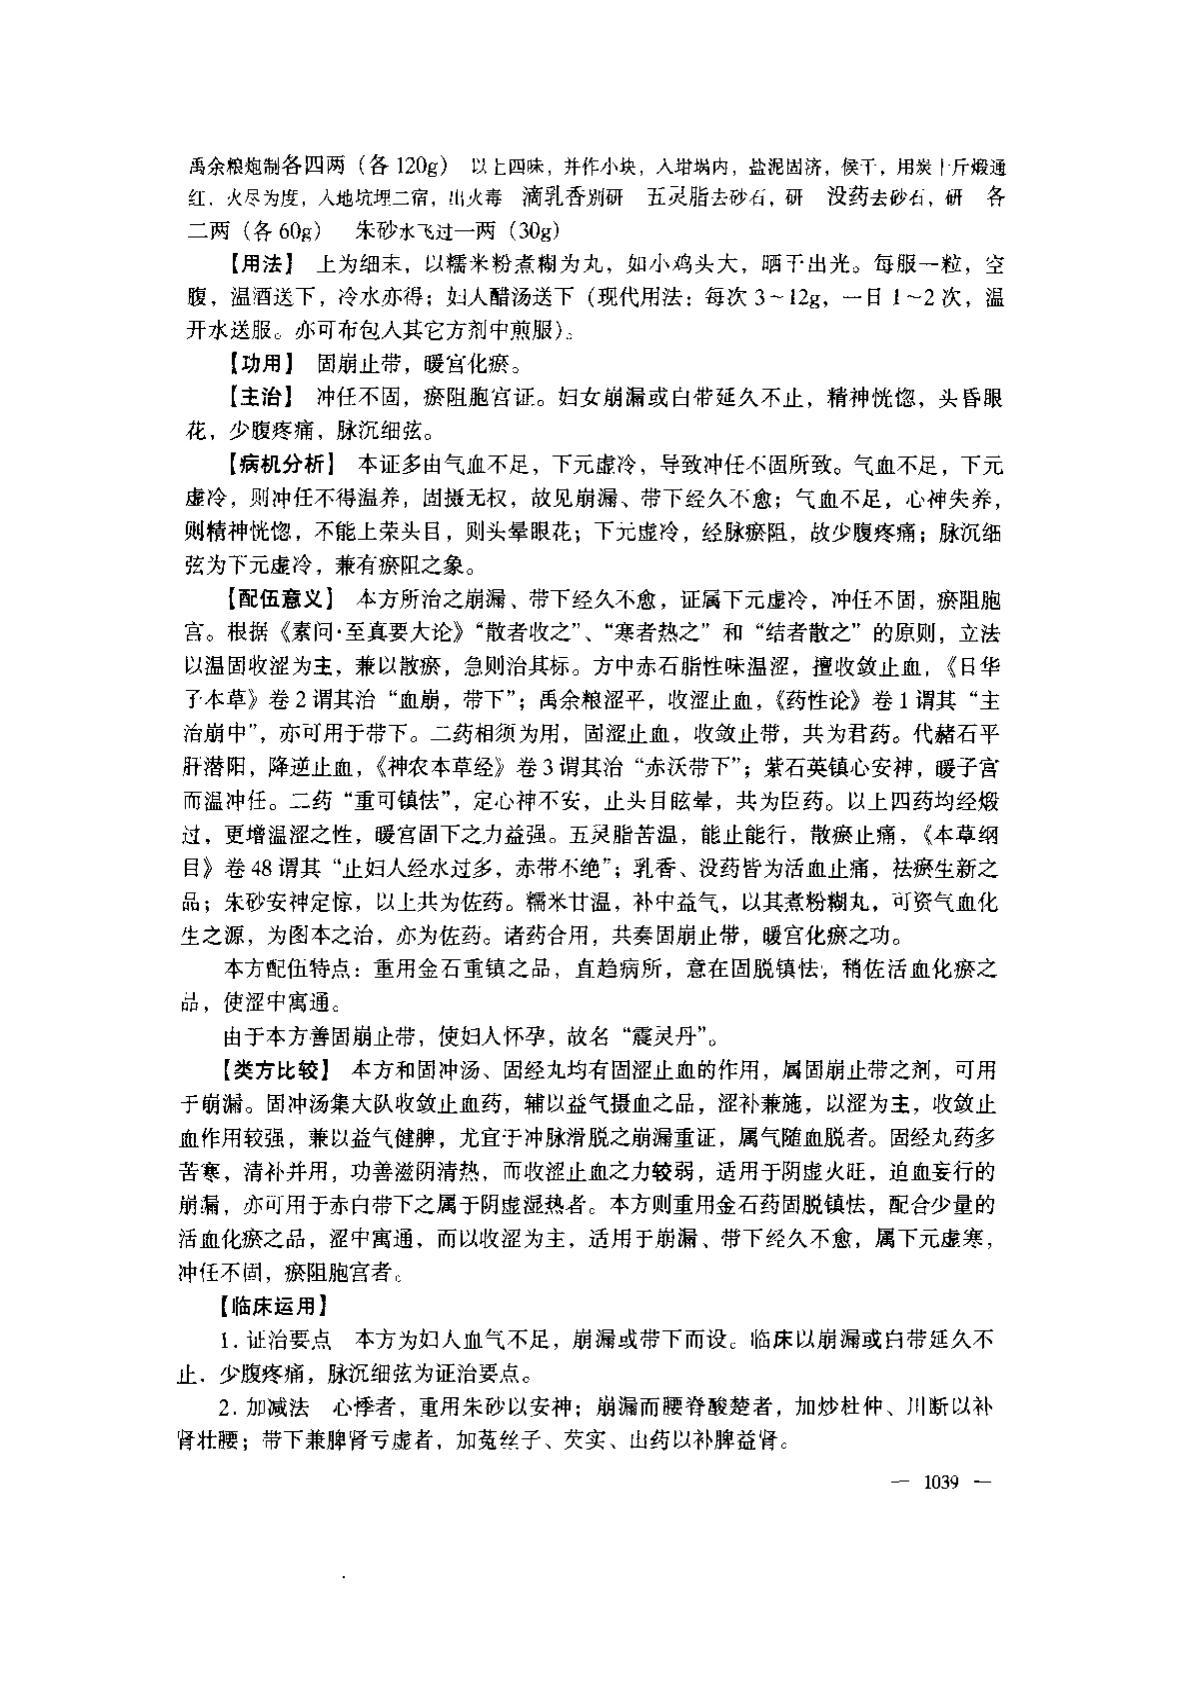 禹余粮炮制各四两（各 120g） 以上四味，并作小块，入坩埚内，盐泥固济，候干，用炭十斤煅通
红，火尽为度，入地坑埋二宿，出火毒 滴乳香别研 五灵脂去砂石，研 没药去砂石，研 各
二两（各 60g） 朱砂水飞过一两（30g）
【用法】 上为细末，以糯米粉煮糊为丸，如小鸡头大，晒干出光。每服一粒，空
腹，温酒送下，冷水亦得；妇人醋汤送下（现代用法：每次 3～12g，一日 1～2 次，温
开水送服。亦可布包入其它方剂中煎服）。
【功用】 固崩止带，暖宫化瘀。
【主治】 冲任不固，瘀阻胞宫证。妇女崩漏或白带延久不止，精神恍惚，头昏眼
花，少腹疼痛，脉沉细弦。
【病机分析】 本证多由气血不足，下元虚冷，导致冲任不固所致。气血不足，下元
虚冷，则冲任不得温养，固摄无权，故见崩漏、带下经久不愈；气血不足，心神失养，
则精神恍惚，不能上荣头目，则头晕眼花；下元虚冷，经脉瘀阻，故少腹疼痛；脉沉细
弦为下元虚冷，兼有瘀阻之象。
【配伍意义】 本方所治之崩漏、带下经久不愈，证属下元虚冷，冲任不固，瘀阻胞
宫。根据《素问·至真要大论》“散者收之”、“寒者热之”和“结者散之”的原则，立法
以温固收涩为主，兼以散瘀，急则治其标。方中赤石脂性味温涩，擅收敛止血，《日华
子本草》卷 2 谓其治“血崩，带下”；禹余粮涩平，收涩止血，《药性论》卷 1 谓其“主
治崩中”，亦可用于带下。二药相须为用，固涩止血，收敛止带，共为君药。代赭石平
肝潜阳，降逆止血，《神农本草经》卷 3 谓其治“赤沃带下”；紫石英镇心安神，暖子宫
而温冲任。二药“重可镇怯”，定心神不安，止头目眩晕，共为臣药。以上四药均经煅
过，更增温涩之性，暖宫固下之力益强。五灵脂苦温，能止能行，散瘀止痛，《本草纲
目》卷 48 谓其“止妇人经水过多，赤带不绝”；乳香、没药皆为活血止痛，祛瘀生新之
品；朱砂安神定惊，以上共为佐药。糯米甘温，补中益气，以其煮粉糊丸，可资气血化
生之源，为图本之治，亦为佐药。诸药合用，共奏固崩止带，暖宫化瘀之功。
本方配伍特点：重用金石重镇之品，直趋病所，意在固脱镇怯，稍佐活血化瘀之
品，使涩中寓通。
由于本方善固崩止带，使妇人怀孕，故名“震灵丹”。
【类方比较】 本方和固冲汤、固经丸均有固涩止血的作用，属固崩止带之剂，可用
于崩漏。固冲汤集大队收敛止血药，辅以益气摄血之品，涩补兼施，以涩为主，收敛止
血作用较强，兼以益气健脾，尤宜于冲脉滑脱之崩漏重证，属气随血脱者。固经丸药多
苦寒，清补并用，功善滋阴清热，而收涩止血之力较弱，适用于阴虚火旺，迫血妄行的
崩漏，亦可用于赤白带下之属于阴虚湿热者。本方则重用金石药固脱镇怯，配合少量的
活血化瘀之品，涩中寓通，而以收涩为主，适用于崩漏、带下经久不愈，属下元虚寒，
冲任不固，瘀阻胞宫者。
【临床运用】
1. 证治要点 本方为妇人血气不足，崩漏或带下而设。临床以崩漏或白带延久不
止，少腹疼痛，脉沉细弦为证治要点。
2. 加减法 心悸者，重用朱砂以安神；崩漏而腰脊酸楚者，加炒杜仲、川断以补
肾壮腰；带下兼脾肾亏虚者，加菟丝子、芡实、山药以补脾益肾。
— 1039 —